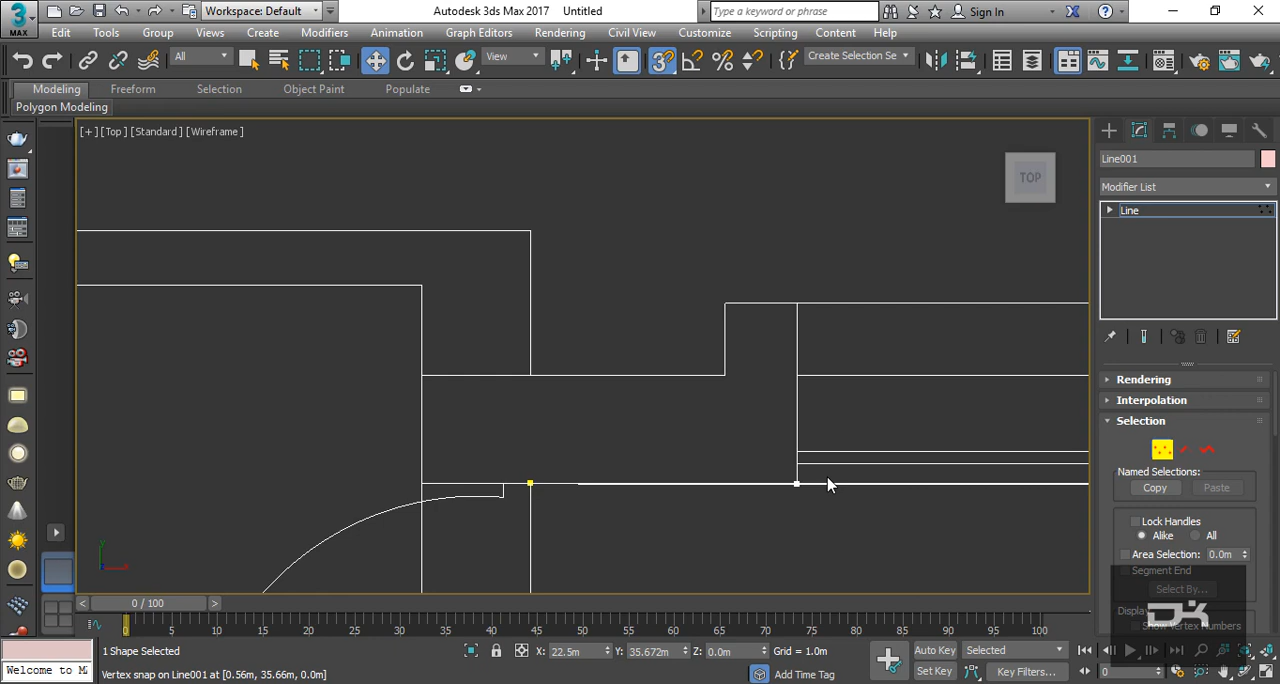 3
MAX
Workspace: Default
Autodesk 3ds Max 2017 Untitled
Type a keyword or phrase
Sign In
Edit Tools Group Views Create Modifiers Animation Graph Editors Rendering Civil View Customize Scripting Content Help
All
View
3
Create Selection Se
Modeling Freeform Selection Object Paint Populate
Polygon Modeling
[+] [Top] [Standard] [Wireframe]
TOP
y
Line001
Modifier List
Line
Rendering
Interpolation
Selection
Named Selections:
Copy Paste
Lock Handles
Alike All
Area Selection: 0.0m
Segment End
Select By...
Display
Show Vertex Numbers
DK
< 0 / 100 >
0 5 10 15 20 25 30 35 40 45 50 55 60 65 70 75 80 85 90 95 100
1 Shape Selected
X: 22.5m Y: 35.672m Z: 0.0m Grid = 1.0m
Auto Key Selected
Welcome to M
Vertex snap on Line001 at [0.56m, 35.66m, 0.0m]
Add Time Tag
Set Key Key Filters...
0